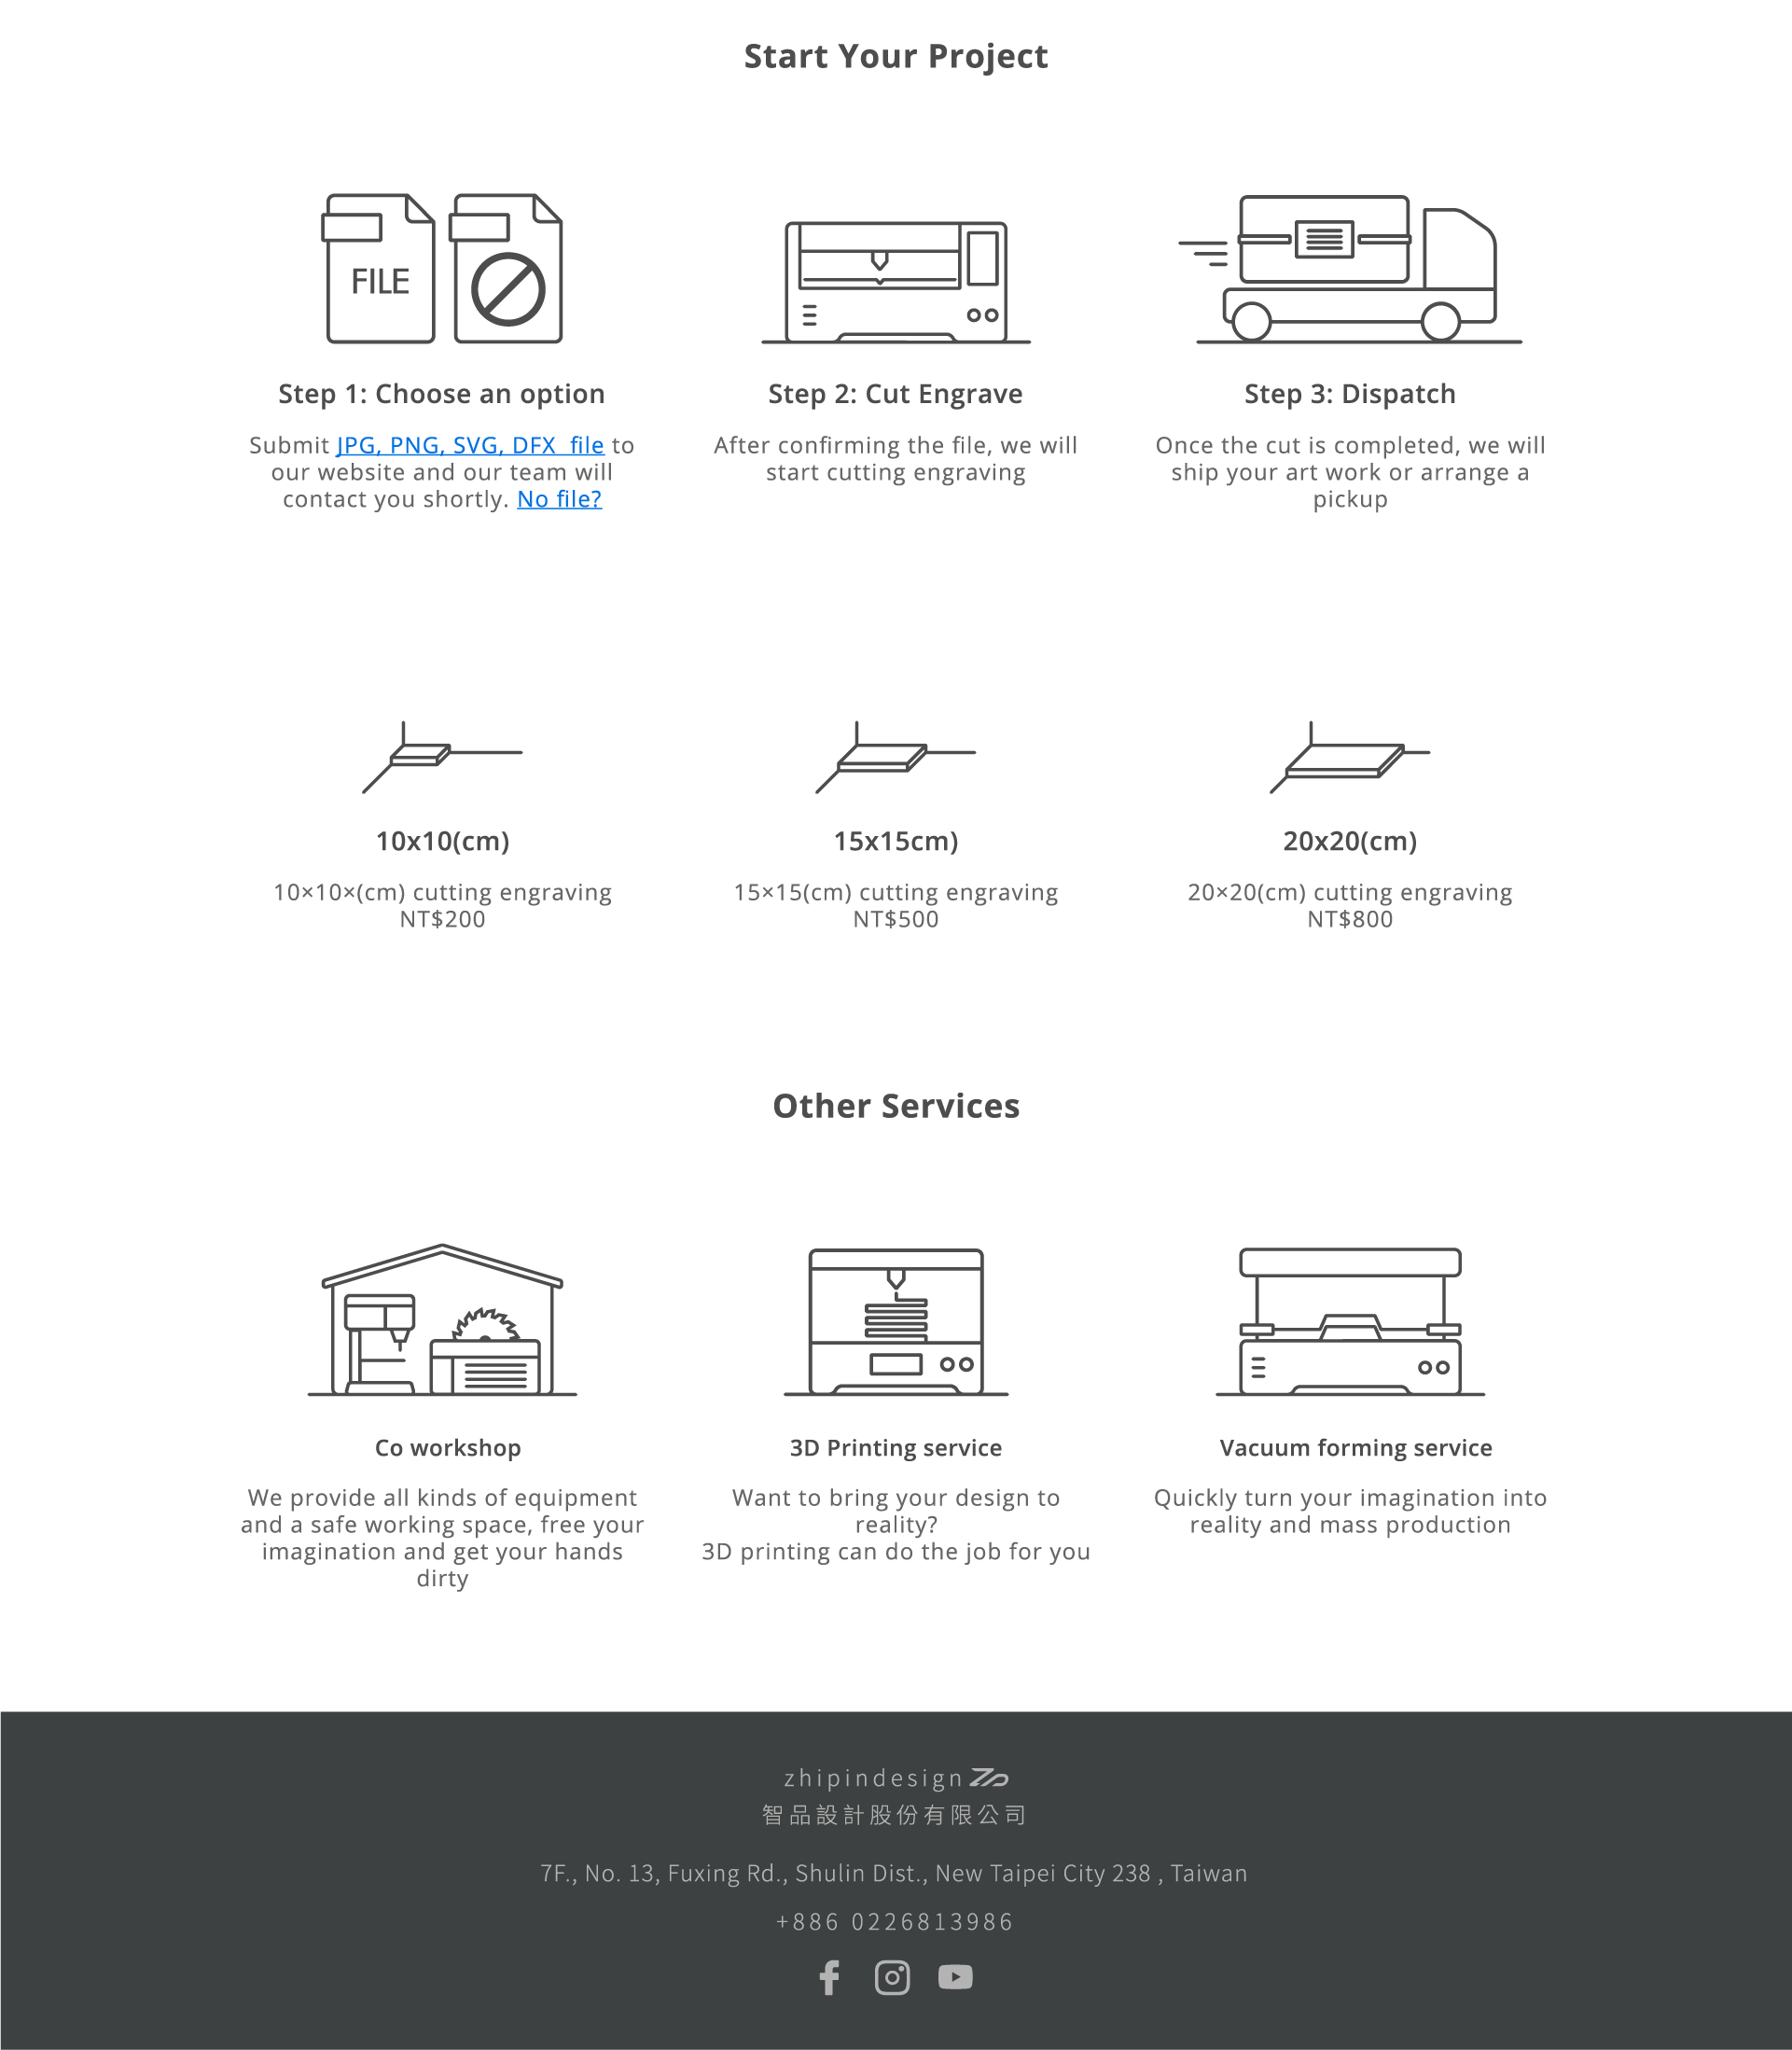 Start Your Project
FILE
Step 1: Choose an option
Submit JPG, PNG, SVG, DFX  file to
our website and our team will
contact you shortly. No file?
Step 2: Cut Engrave
After confirming the file, we will
start cutting engraving
Step 3: Dispatch
Once the cut is completed, we will
ship your art work or arrange a
pickup
10x10(cm)
10×10×(cm) cutting engraving
NT$200
15x15cm)
15×15(cm) cutting engraving
NT$500
20x20(cm)
20×20(cm) cutting engraving
NT$800
Other Services
Co workshop
We provide all kinds of equipment
and a safe working space, free your
imagination and get your hands
dirty
3D Printing service
Want to bring your design to
reality?
3D printing can do the job for you
Vacuum forming service
Quickly turn your imagination into
reality and mass production
zhipindesign
智品設計股份有限公司
7F., No. 13, Fuxing Rd., Shulin Dist., New Taipei City 238 , Taiwan
+886 0226813986